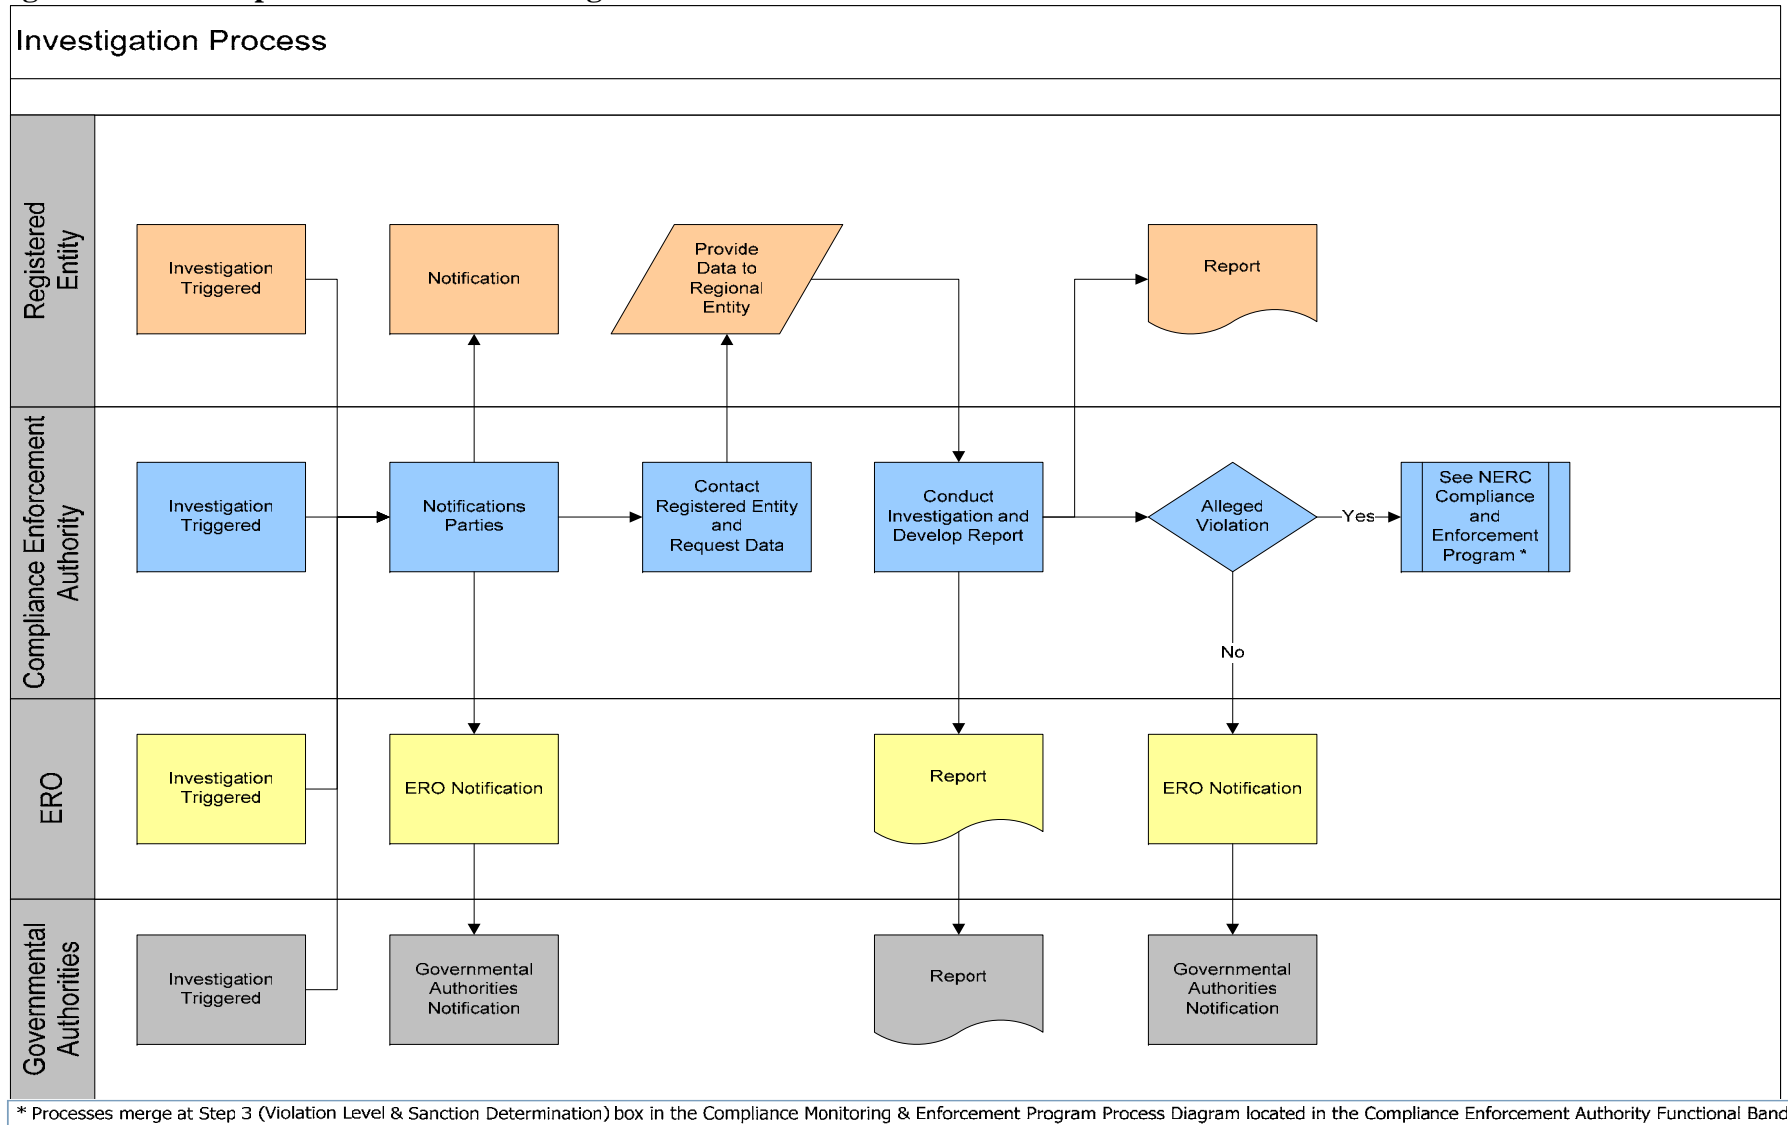 Investigation Process
Registered
Entity
Investigation
Triggered
Notification
Provide
Data to
Regional
Entity
Report
Compliance Enforcement
Authority
Investigation
Triggered
Notifications
Parties
Contact
Registered Entity
and
Request Data
Conduct
Investigation and
Develop Report
Alleged
Violation
Yes
See NERC
Compliance
and
Enforcement
Program *
No
ERO
Investigation
Triggered
ERO Notification
Report
ERO Notification
Governmental
Authorities
Investigation
Triggered
Governmental
Authorities
Notification
Report
Governmental
Authorities
Notification
* Processes merge at Step 3 (Violation Level & Sanction Determination) box in the Compliance Monitoring & Enforcement Program Process Diagram located in the Compliance Enforcement Authority Functional Band